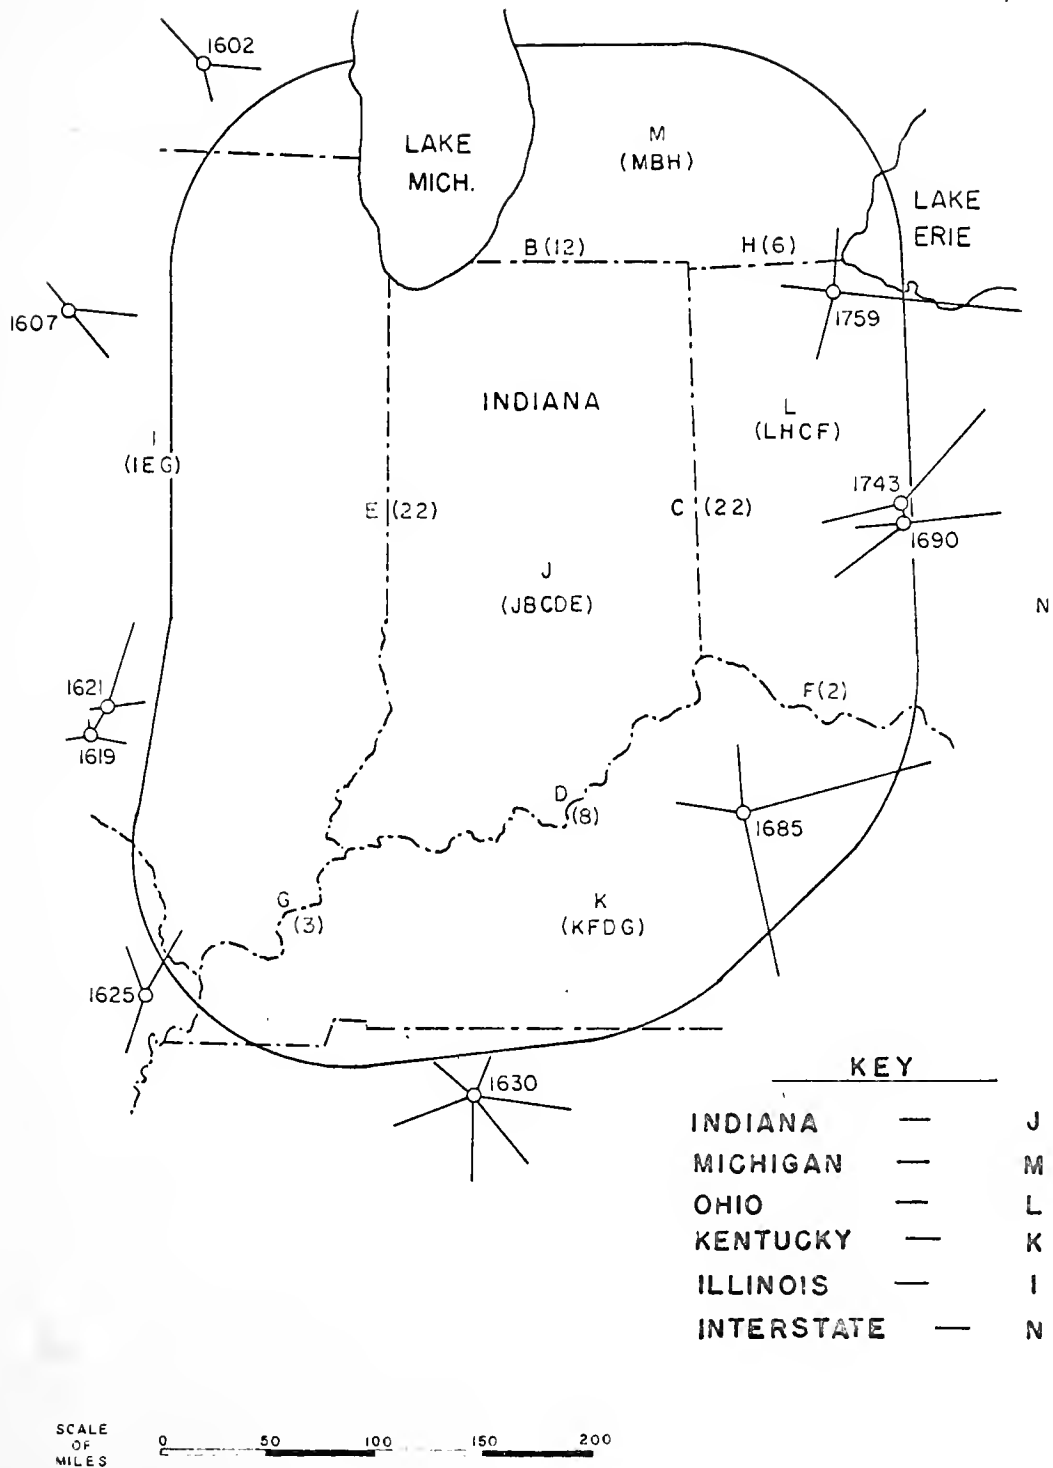 1602
LAKE
MICH.
M
(MBH)
LAKE
ERIE
B(12)
H(6)
1607
1759
INDIANA
L
(LHCF)
I
(IEG)
1743
E(22)
C(22)
1690
J
(JBCDE)
N
1621
F(2)
1619
D
(8)
1685
G
(3)
K
(KFDG)
1625
1630
KEY
INDIANA — J
MICHIGAN — M
OHIO — L
KENTUCKY — K
ILLINOIS — I
INTERSTATE — N
SCALE
OF
MILES
0 50 100 150 200